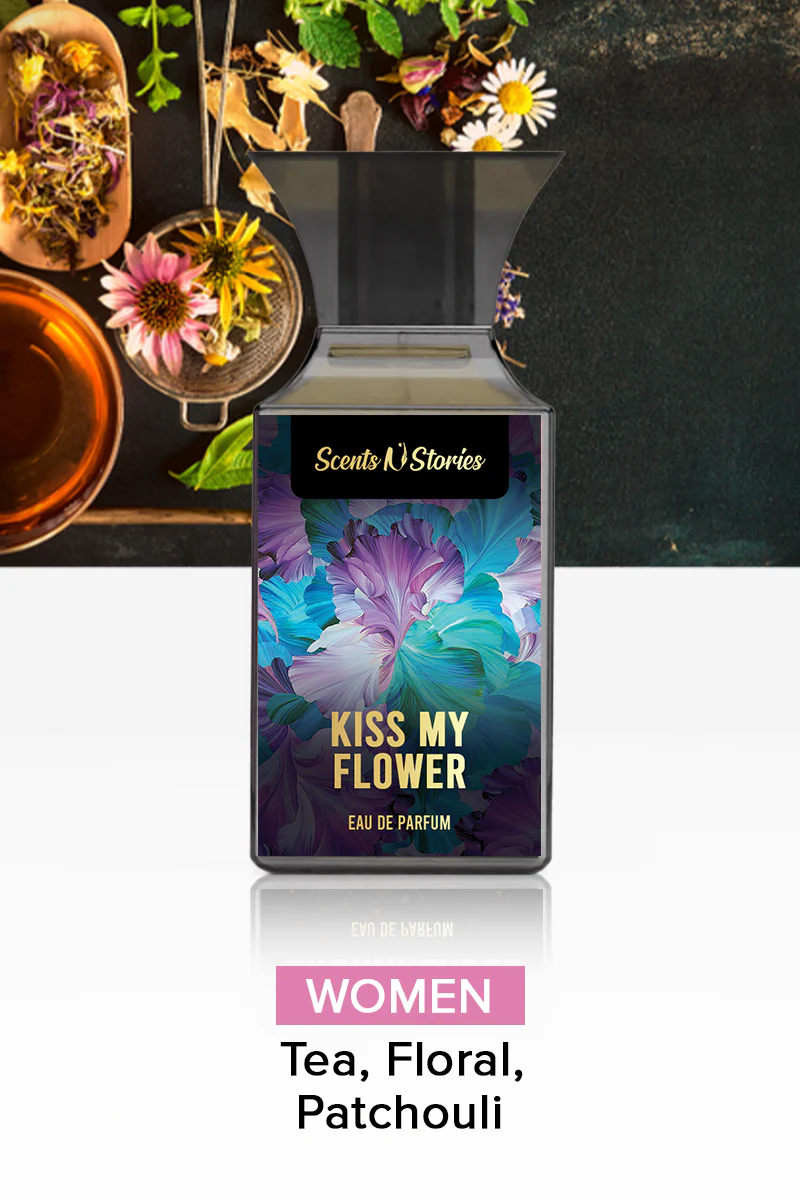 Scents N Stories
KISS MY
FLOWER
EAU DE PARFUM
EAU DE PARFUM
WOMEN
Tea, Floral,
Patchouli